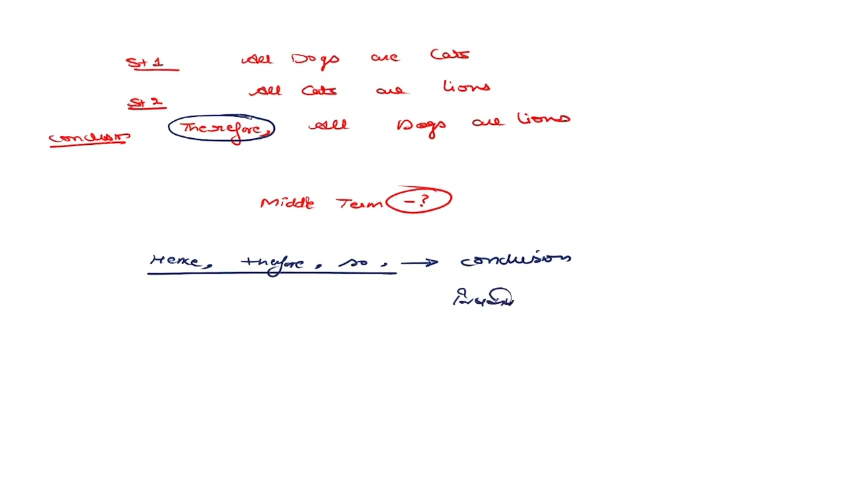 St 1 All Dogs are Cats
St 2 All Cats are Lions
Conclusion Therefore, All Dogs are Lions
Middle Term -?
Hence, therefore, so, → conclusion